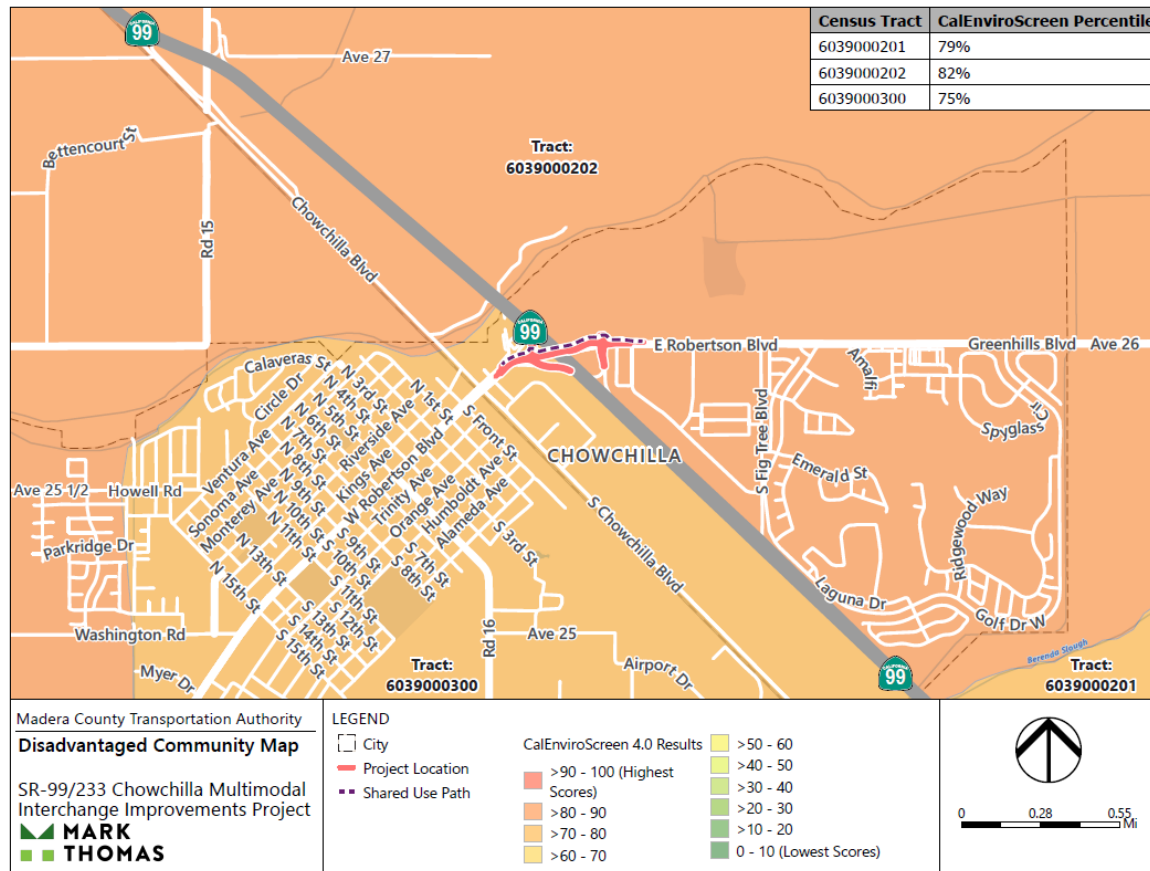 Census Tract CalEnviroScreen Percentile
6039000201 79%
6039000202 82%
6039000300 75%
99
Ave 27
Bettencourt St
Tract:
6039000202
Rd 15
Chowchilla Blvd
CALIFORNIA
99
E Robertson Blvd
Greenhills Blvd
Ave 26
Calaveras St
Circle Dr
N 3rd St
N 4th St
N 5th St
N 6th St
N 7th St
N 8th St
N 9th St
N 10th St
N 11th St
N 13th St
N 15th St
N 1st St
S Front St
Riverside Ave
Kings Ave
W Robertson Blvd
Trinity Ave
Orange Ave
Humboldt Ave
Alameda Ave
Ventura Ave
Sonoma Ave
Monterey Ave
CHOWCHILLA
Amalfi
Spyglass Cir
S Fig Tree Blvd
Emerald St
Ridgewood Way
Ave 25 1/2
Howell Rd
Parkridge Dr
S Chowchilla Blvd
S 3rd St
S 7th St
S 8th St
S 9th St
S 10th St
S 11th St
S 12th St
S 13th St
S 14th St
S 15th St
Laguna Dr
Golf Dr W
Washington Rd
Rd 16
Ave 25
Airport Dr
Myer Dr
Tract:
6039000300
99
Berenda Slough
Tract:
6039000201
Madera County Transportation Authority
Disadvantaged Community Map
SR-99/233 Chowchilla Multimodal
Interchange Improvements Project
MARK
THOMAS
LEGEND
City
Project Location
Shared Use Path
CalEnviroScreen 4.0 Results
>90 - 100 (Highest
Scores)
>80 - 90
>70 - 80
>60 - 70
>50 - 60
>40 - 50
>30 - 40
>20 - 30
>10 - 20
0 - 10 (Lowest Scores)
0 0.28 0.55
Mi